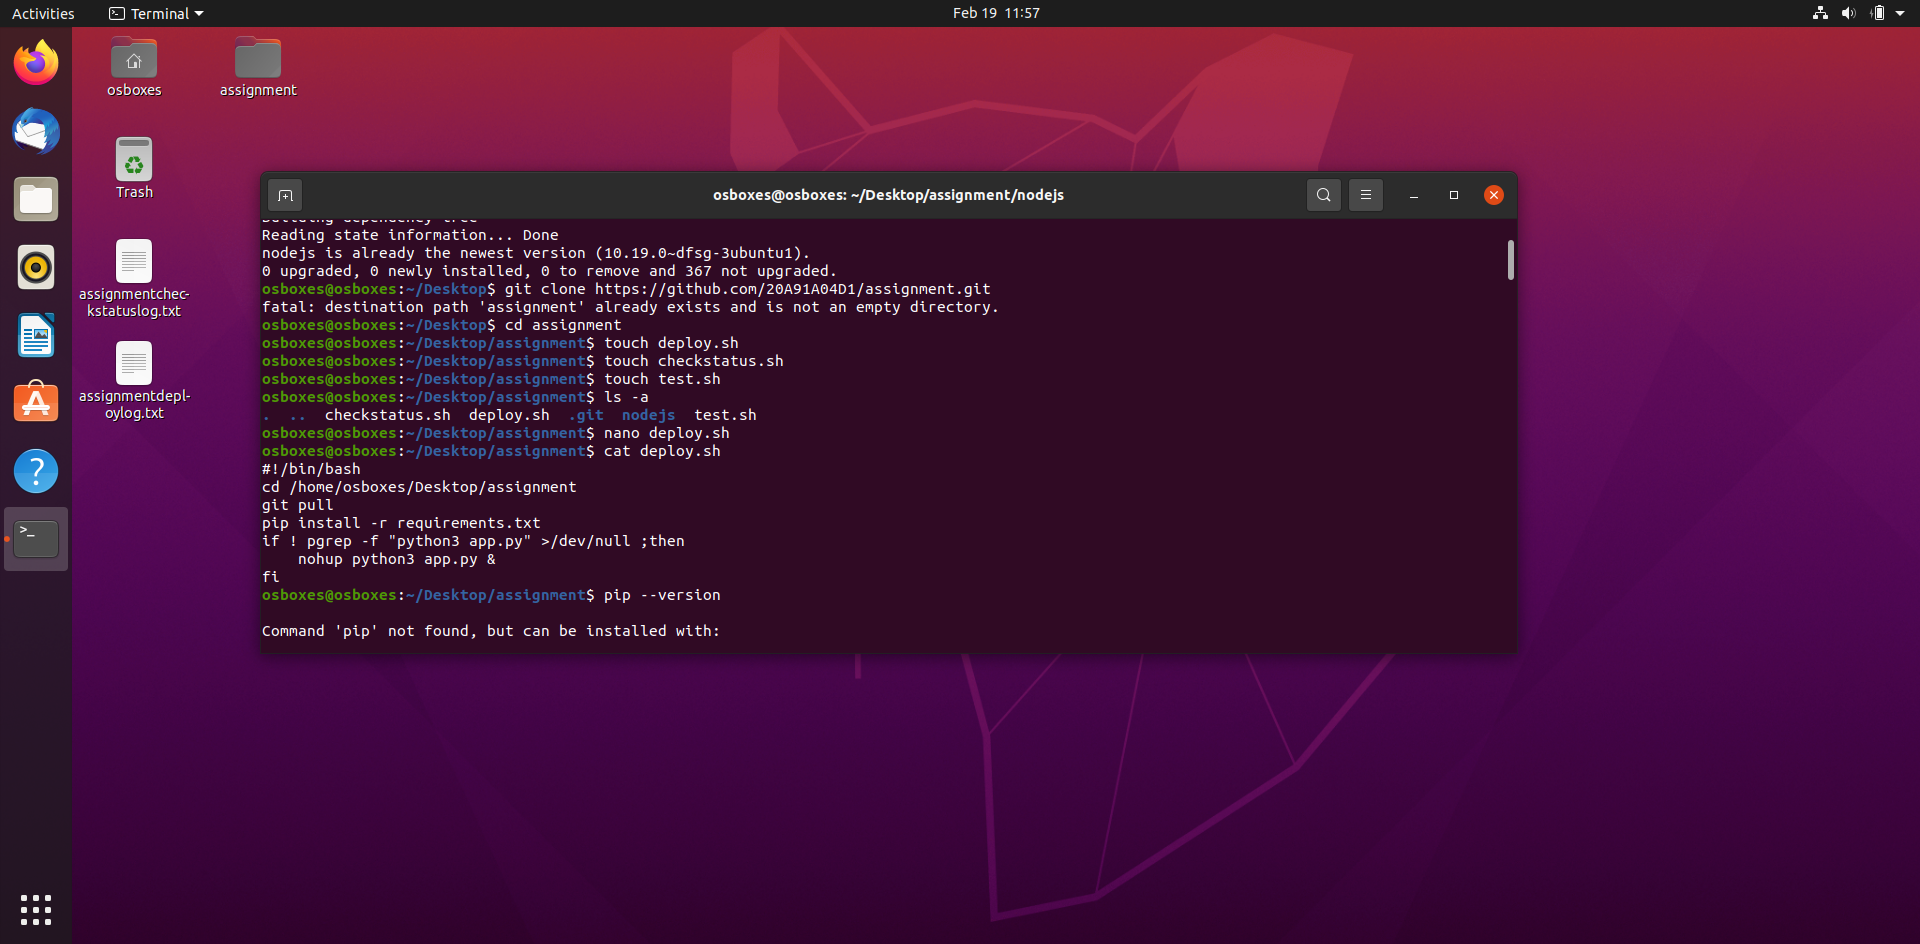 Activities
Terminal
Feb 19 11:57
osboxes
assignment
Trash
assignmentchec-
kstatuslog.txt
assignmentdepl-
oylog.txt
osboxes@osboxes: ~/Desktop/assignment/nodejs
Building dependency tree
Reading state information... Done
nodejs is already the newest version (10.19.0~dfsg-3ubuntu1).
0 upgraded, 0 newly installed, 0 to remove and 367 not upgraded.
osboxes@osboxes:~/Desktop$ git clone https://github.com/20A91A04D1/assignment.git
fatal: destination path 'assignment' already exists and is not an empty directory.
osboxes@osboxes:~/Desktop$ cd assignment
osboxes@osboxes:~/Desktop/assignment$ touch deploy.sh
osboxes@osboxes:~/Desktop/assignment$ touch checkstatus.sh
osboxes@osboxes:~/Desktop/assignment$ touch test.sh
osboxes@osboxes:~/Desktop/assignment$ ls -a
.  ..  checkstatus.sh  deploy.sh  .git  nodejs  test.sh
osboxes@osboxes:~/Desktop/assignment$ nano deploy.sh
osboxes@osboxes:~/Desktop/assignment$ cat deploy.sh
#!/bin/bash
cd /home/osboxes/Desktop/assignment
git pull
pip install -r requirements.txt
if ! pgrep -f "python3 app.py" >/dev/null ;then
    nohup python3 app.py &
fi
osboxes@osboxes:~/Desktop/assignment$ pip --version
Command 'pip' not found, but can be installed with: